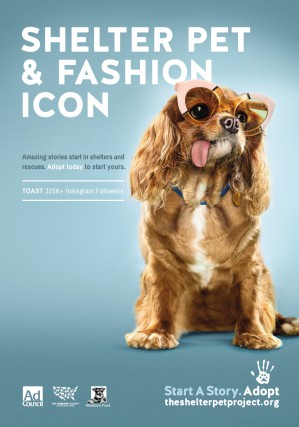 SHELTER PET
& FASHION
ICON
Amazing stories start in shelters and
rescues. Adopt today to start yours.
TOAST 325K+ Instagram Followers
Ad
Council
Start A Story. Adopt
theshelterpetproject.org